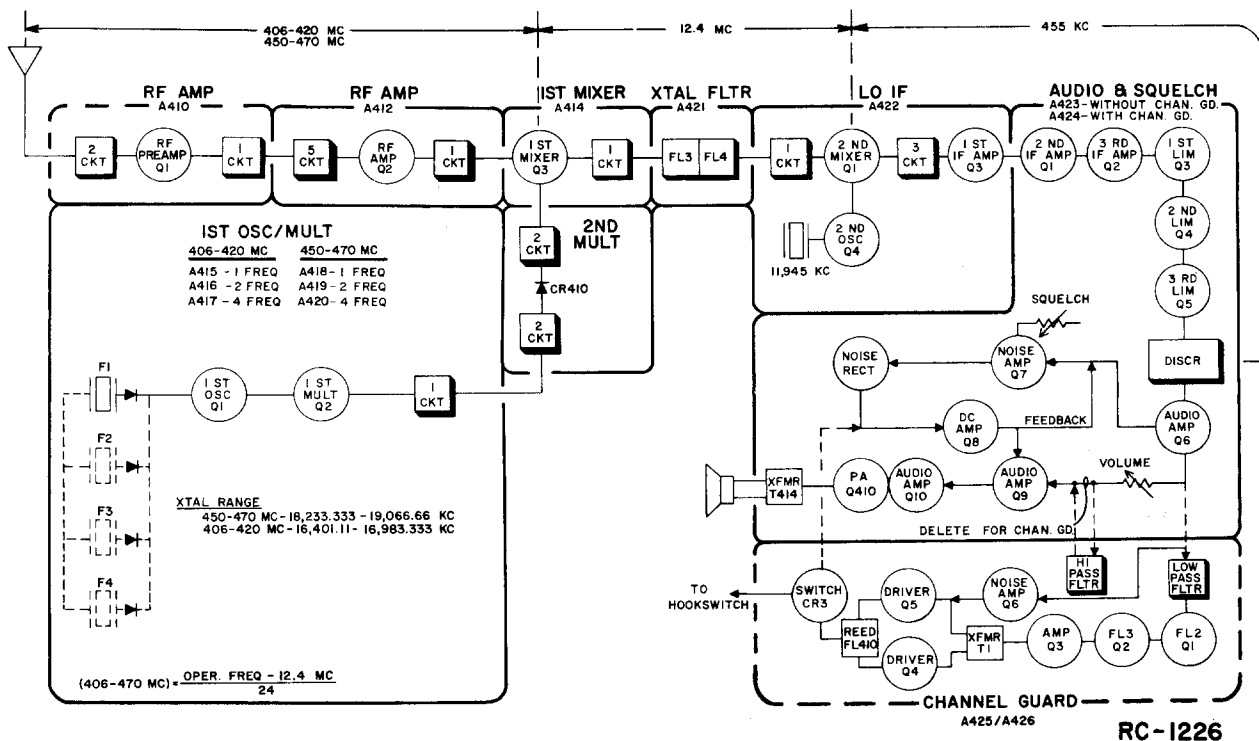 406-420 MC
450-470 MC
12.4 MC
455 KC
RF AMP
A410
RF AMP
A412
IST MIXER
A414
XTAL FLTR
A421
LO IF
A422
AUDIO & SQUELCH
A423-WITHOUT CHAN. GD.
A424-WITH CHAN. GD.
2
CKT
RF
PREAMP
Q1
1
CKT
5
CKT
RF
AMP
Q2
1
CKT
1 ST
MIXER
Q3
1
CKT
FL3
FL4
1
CKT
2 ND
MIXER
Q1
3
CKT
1 ST
IF AMP
Q3
2 ND
IF AMP
Q1
3 RD
IF AMP
Q2
1 ST
LIM
Q3
IST OSC/MULT
406-420 MC
450-470 MC
A415 - 1 FREQ
A418 - 1 FREQ
A416 - 2 FREQ
A419 - 2 FREQ
A417 - 4 FREQ
A420 - 4 FREQ
2
CKT
2ND
MULT
CR410
2
CKT
2 ND
OSC
Q4
11,945 KC
2 ND
LIM
Q4
3 RD
LIM
Q5
SQUELCH
NOISE
RECT
NOISE
AMP
Q7
DISCR
F1
1 ST
OSC
Q1
1 ST
MULT
Q2
1
CKT
DC
AMP
Q8
FEEDBACK
AUDIO
AMP
Q6
F2
XFMR
T414
PA
Q410
AUDIO
AMP
Q10
AUDIO
AMP
Q9
VOLUME
XTAL RANGE
450-470 MC-18,233.333 - 19,066.66 KC
406-420 MC-16,401.11 - 16,983.333 KC
F3
DELETE FOR CHAN. GD.
F4
TO
HOOKSWITCH
SWITCH
CR3
DRIVER
Q5
NOISE
AMP
Q6
HI
PASS
FLTR
LOW
PASS
FLTR
REED
FL410
DRIVER
Q4
XFMR
T1
AMP
Q3
FL3
Q2
FL2
Q1
(406-470 MC) = OPER. FREQ - 12.4 MC
24
CHANNEL GUARD
A425/A426
RC-1226